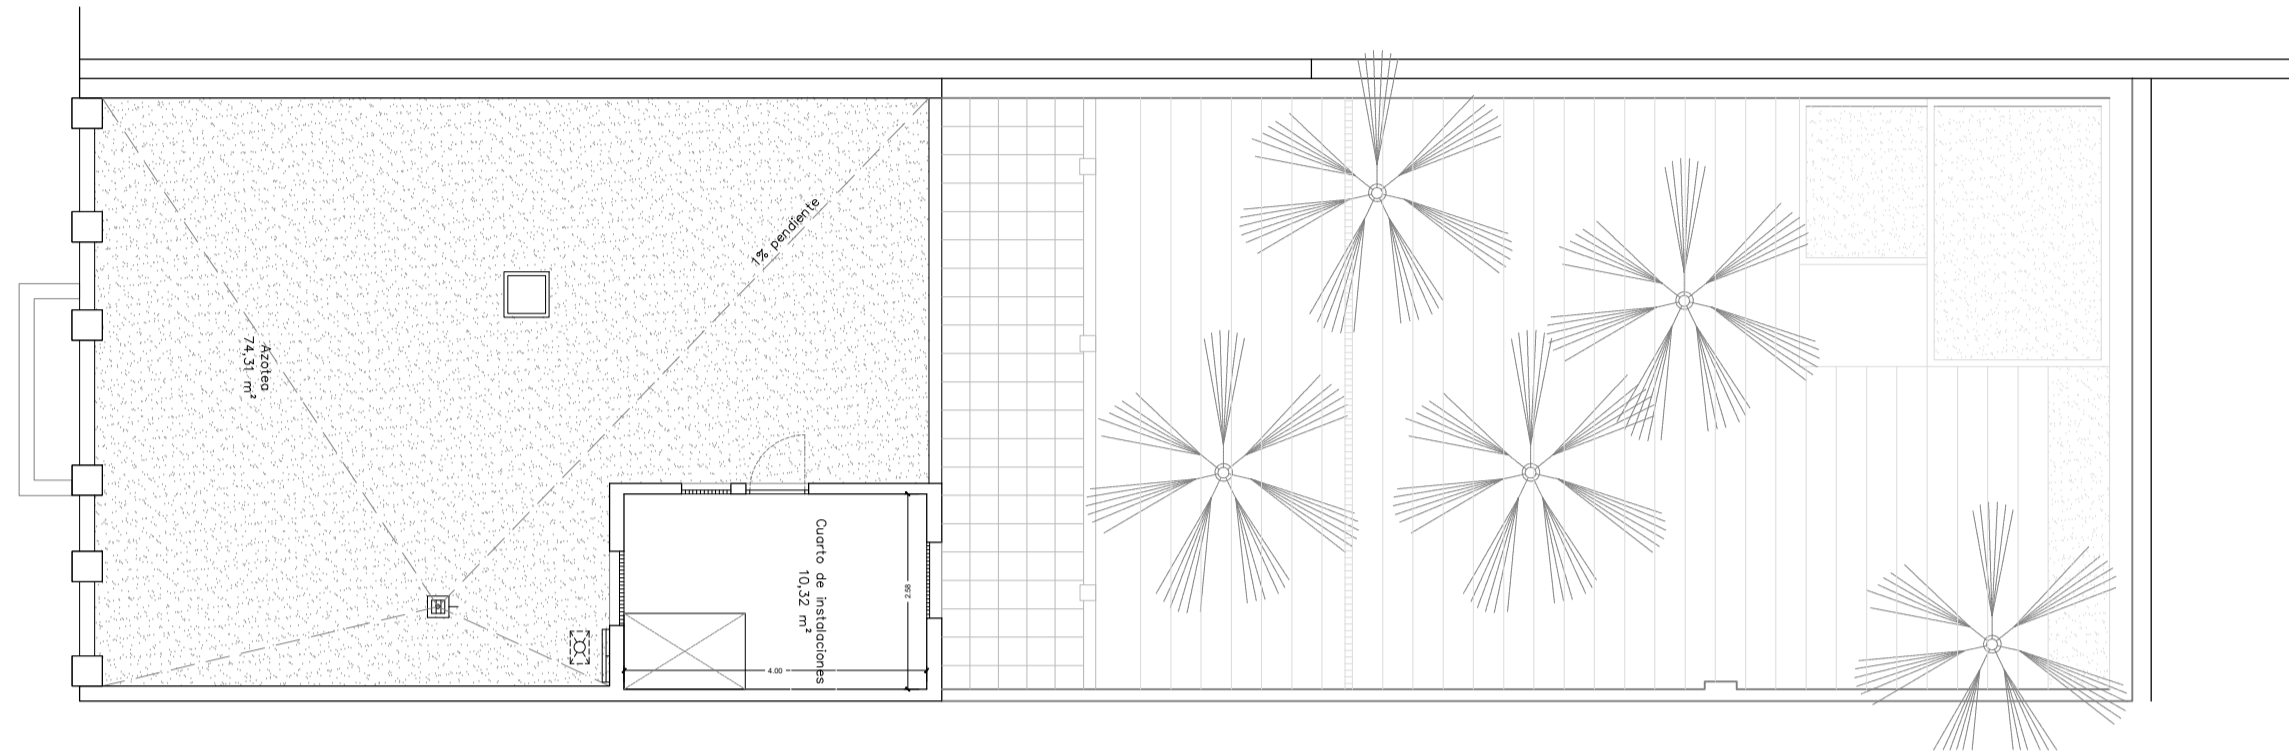 Azotea
74,31 m²
1% pendiente
Cuarto de instalaciones
10,32 m²
2.58
4.00